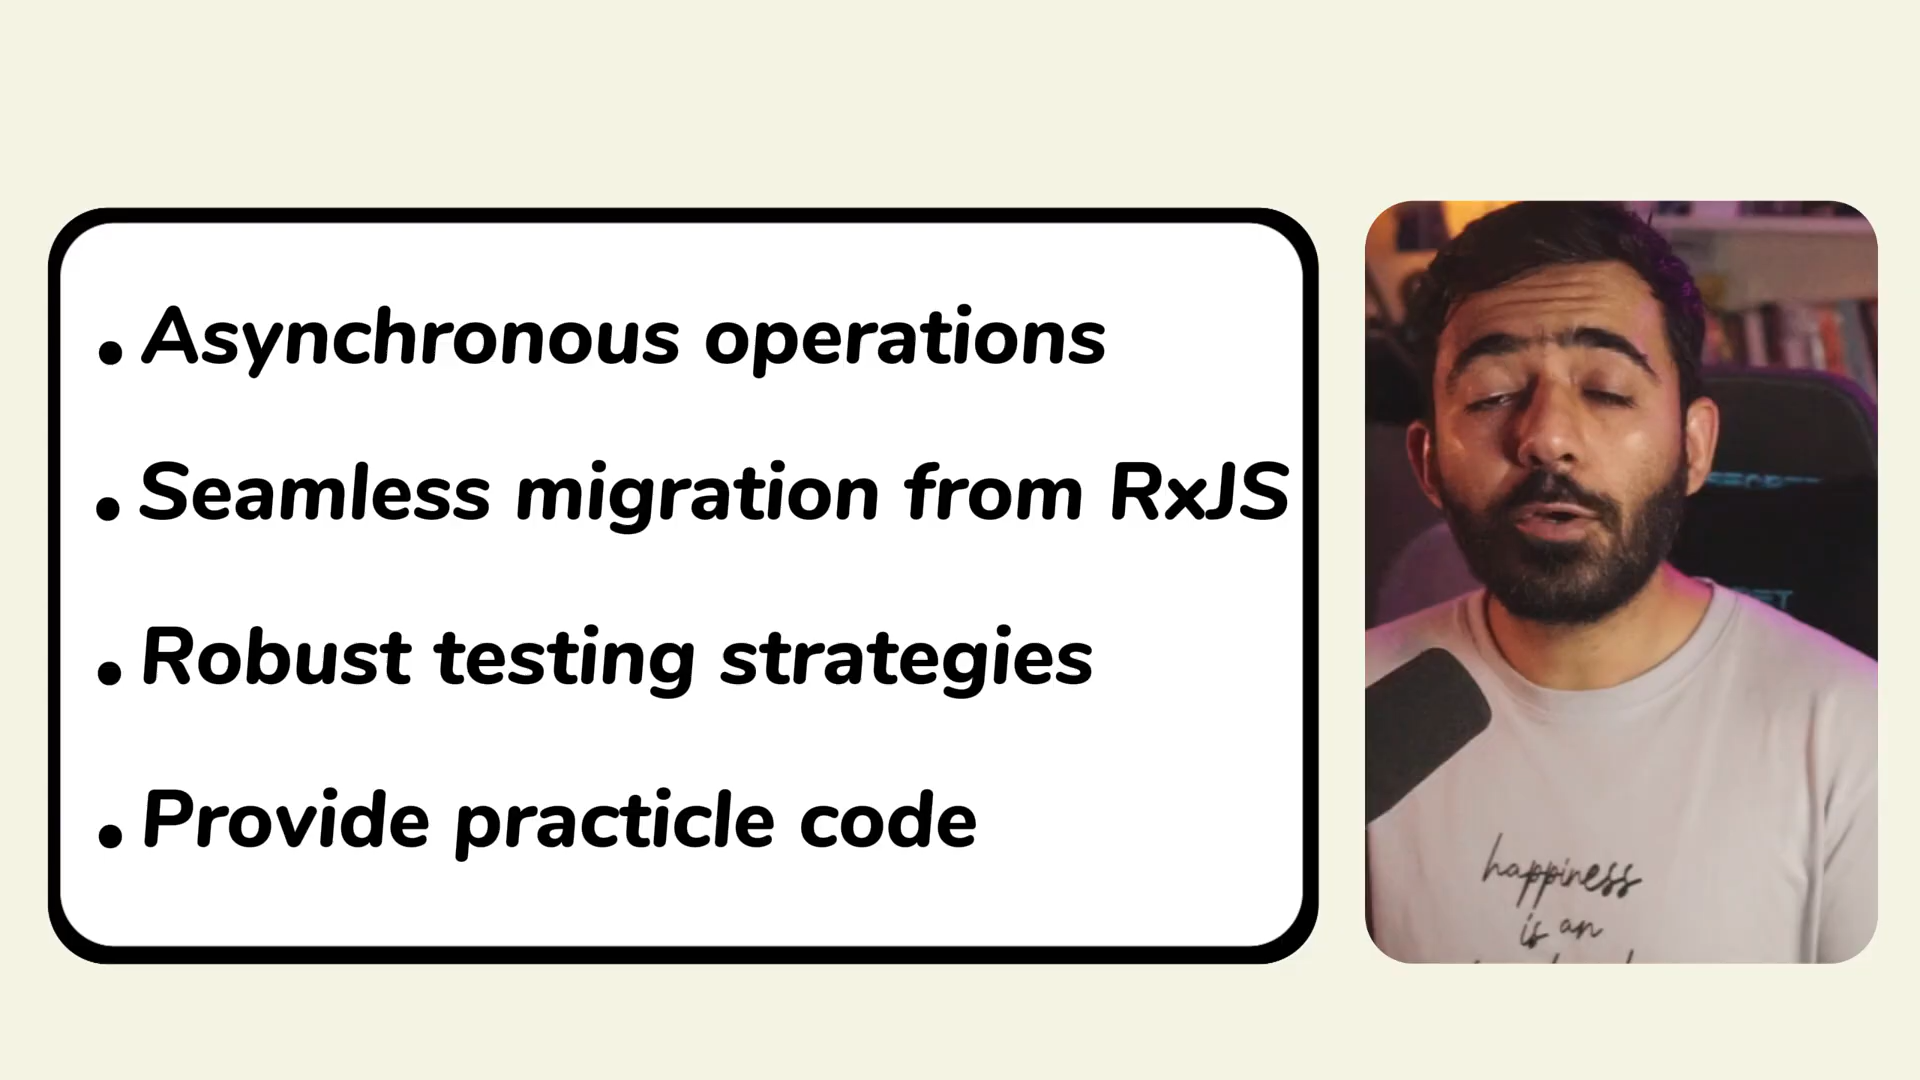 • Asynchronous operations
• Seamless migration from RxJS
• Robust testing strategies
• Provide practicle code
happiness
is an